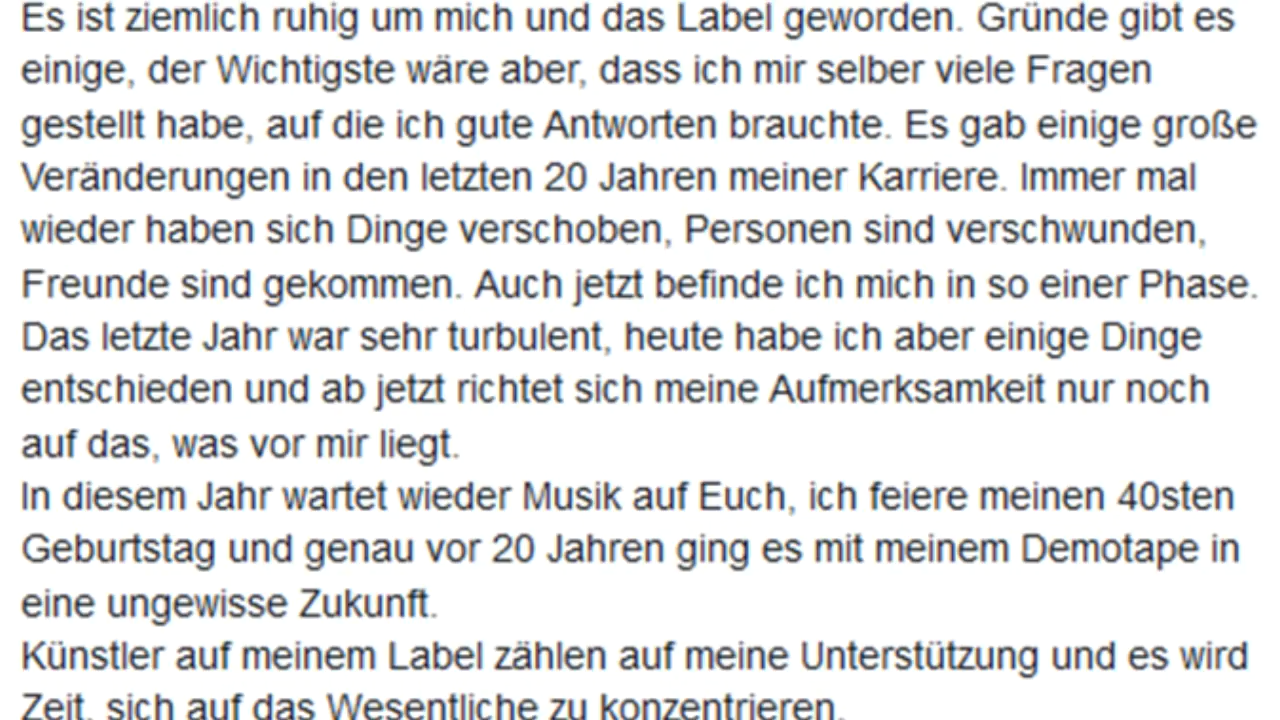 Es ist ziemlich ruhig um mich und das Label geworden. Gründe gibt es
einige, der Wichtigste wäre aber, dass ich mir selber viele Fragen
gestellt habe, auf die ich gute Antworten brauchte. Es gab einige große
Veränderungen in den letzten 20 Jahren meiner Karriere. Immer mal
wieder haben sich Dinge verschoben, Personen sind verschwunden,
Freunde sind gekommen. Auch jetzt befinde ich mich in so einer Phase.
Das letzte Jahr war sehr turbulent, heute habe ich aber einige Dinge
entschieden und ab jetzt richtet sich meine Aufmerksamkeit nur noch
auf das, was vor mir liegt.
In diesem Jahr wartet wieder Musik auf Euch, ich feiere meinen 40sten
Geburtstag und genau vor 20 Jahren ging es mit meinem Demotape in
eine ungewisse Zukunft.
Künstler auf meinem Label zählen auf meine Unterstützung und es wird
Zeit, sich auf das Wesentliche zu konzentrieren.